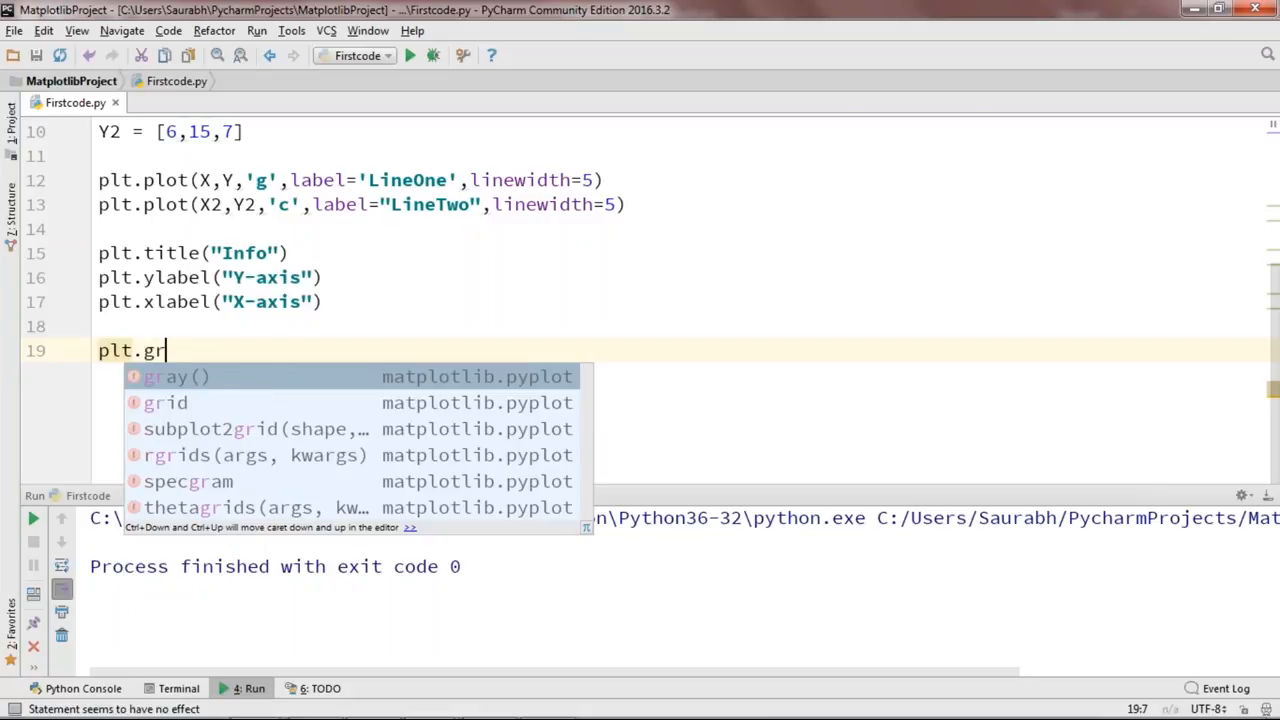 MatplotlibProject - [C:\Users\Saurabh\PycharmProjects\MatplotlibProject] - ...\Firstcode.py - PyCharm Community Edition 2016.3.2
File Edit View Navigate Code Refactor Run Tools VCS Window Help
Firstcode
MatplotlibProject Firstcode.py
Firstcode.py
1: Project
10 Y2 = [6,15,7]
11
12 plt.plot(X,Y,'g',label='LineOne',linewidth=5)
Z: Structure
13 plt.plot(X2,Y2,'c',label="LineTwo",linewidth=5)
14
15 plt.title("Info")
16 plt.ylabel("Y-axis")
17 plt.xlabel("X-axis")
18
19 plt.gr
gray() matplotlib.pyplot
grid matplotlib.pyplot
subplot2grid(shape,… matplotlib.pyplot
rgrids(args, kwargs) matplotlib.pyplot
specgram matplotlib.pyplot
thetagrids(args, kw… matplotlib.pyplot
Ctrl+Down and Ctrl+Up will move caret down and up in the editor >>
Run Firstcode
C:\ n\Python36-32\python.exe C:/Users/Saurabh/PycharmProjects/Mat
Process finished with exit code 0
2: Favorites
Python Console Terminal 4: Run 6: TODO Event Log
Statement seems to have no effect 19:7 n/a UTF-8